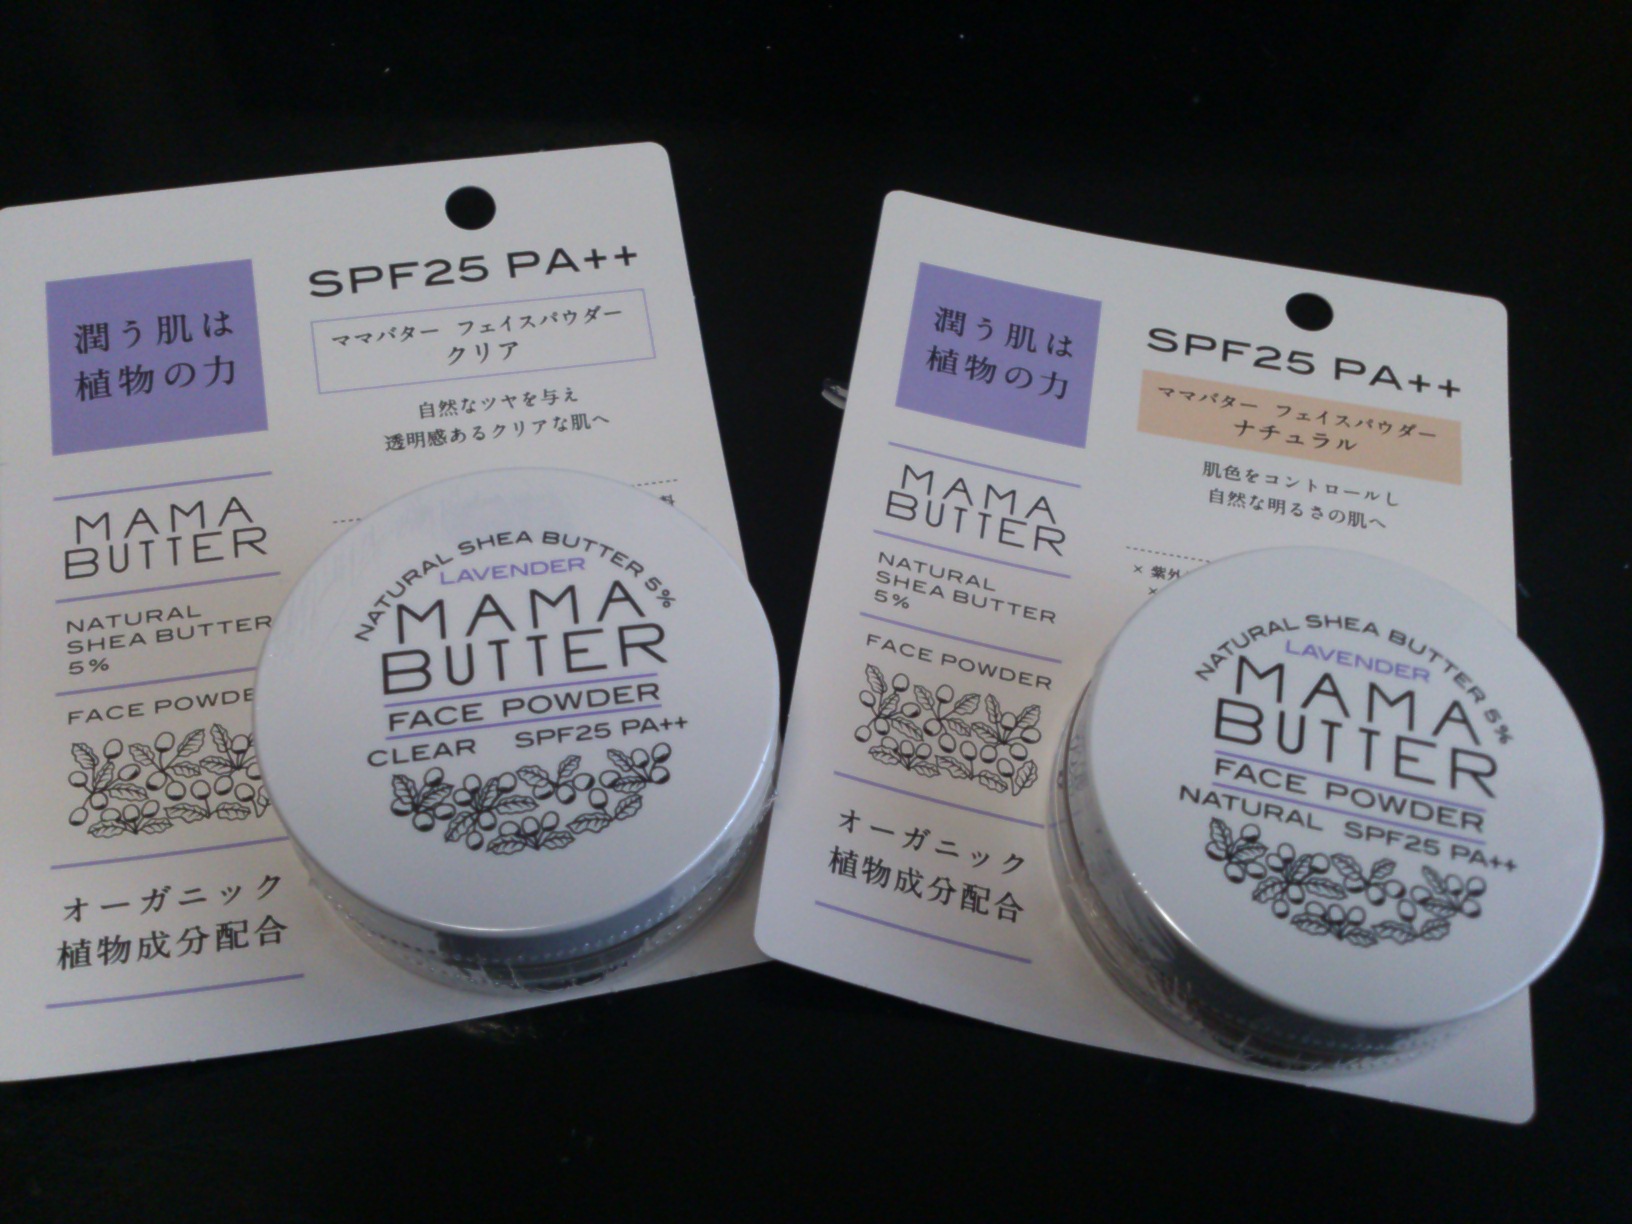 SPF25 PA++
潤う肌は
植物の力
ママバター フェイスパウダー
クリア
自然なツヤを与え
透明感あるクリアな肌へ
MAMA
BUTTER
NATURAL
SHEA BUTTER
5%
FACE POWDE
オーガニック
植物成分配合
NATURAL SHEA BUTTER 5%
LAVENDER
MAMA
BUTTER
FACE POWDER
CLEAR SPF25 PA++
SPF25 PA++
潤う肌は
植物の力
ママバター フェイスパウダー
ナチュラル
肌色をコントロールし
自然な明るさの肌へ
× 紫外
×
MAMA
BUTTER
NATURAL
SHEA BUTTER
5%
FACE POWDER
オーガニック
植物成分配合
NATURAL SHEA BUTTER 5%
LAVENDER
MAMA
BUTTER
FACE POWDER
NATURAL SPF25 PA++